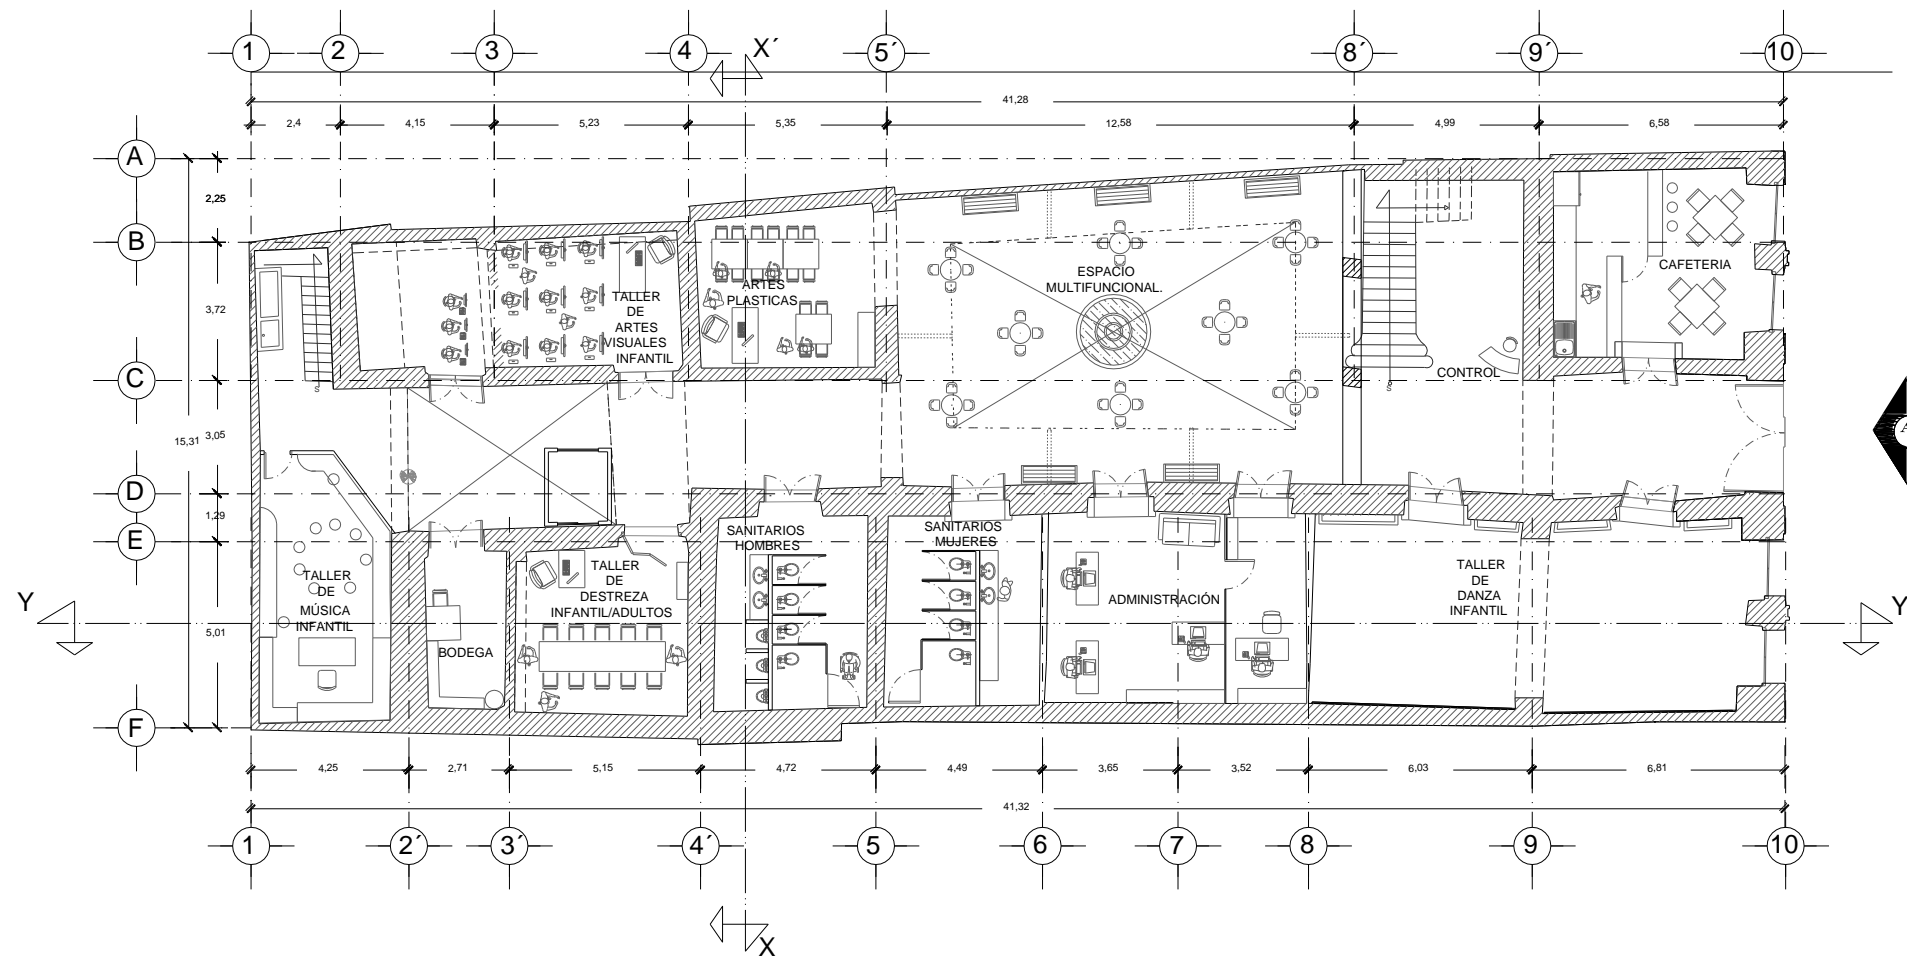 1 2 3 4 X´ 5´ 8´ 9´ 10
41,28
2,4 4,15 5,23 5,35 12,58 4,99 6,58
A
2,25
B
3,72
C
15,31 3,05
D
1,29
E
5,01
F
TALLER
DE
ARTES
VISUALES
INFANTIL
ARTES
PLASTICAS
ESPACIO
MULTIFUNCIONAL.
CAFETERIA
CONTROL
S
S
A
SANITARIOS
HOMBRES
SANITARIOS
MUJERES
TALLER
DE
MÚSICA
INFANTIL
BODEGA
TALLER
DE
DESTREZA
INFANTIL/ADULTOS
ADMINISTRACIÓN
TALLER
DE
DANZA
INFANTIL
Y Y´
4,25 2,71 5,15 4,72 4,49 3,65 3,52 6,03 6,81
41,32
1 2´ 3´ 4´ 5 6 7 8 9 10
X